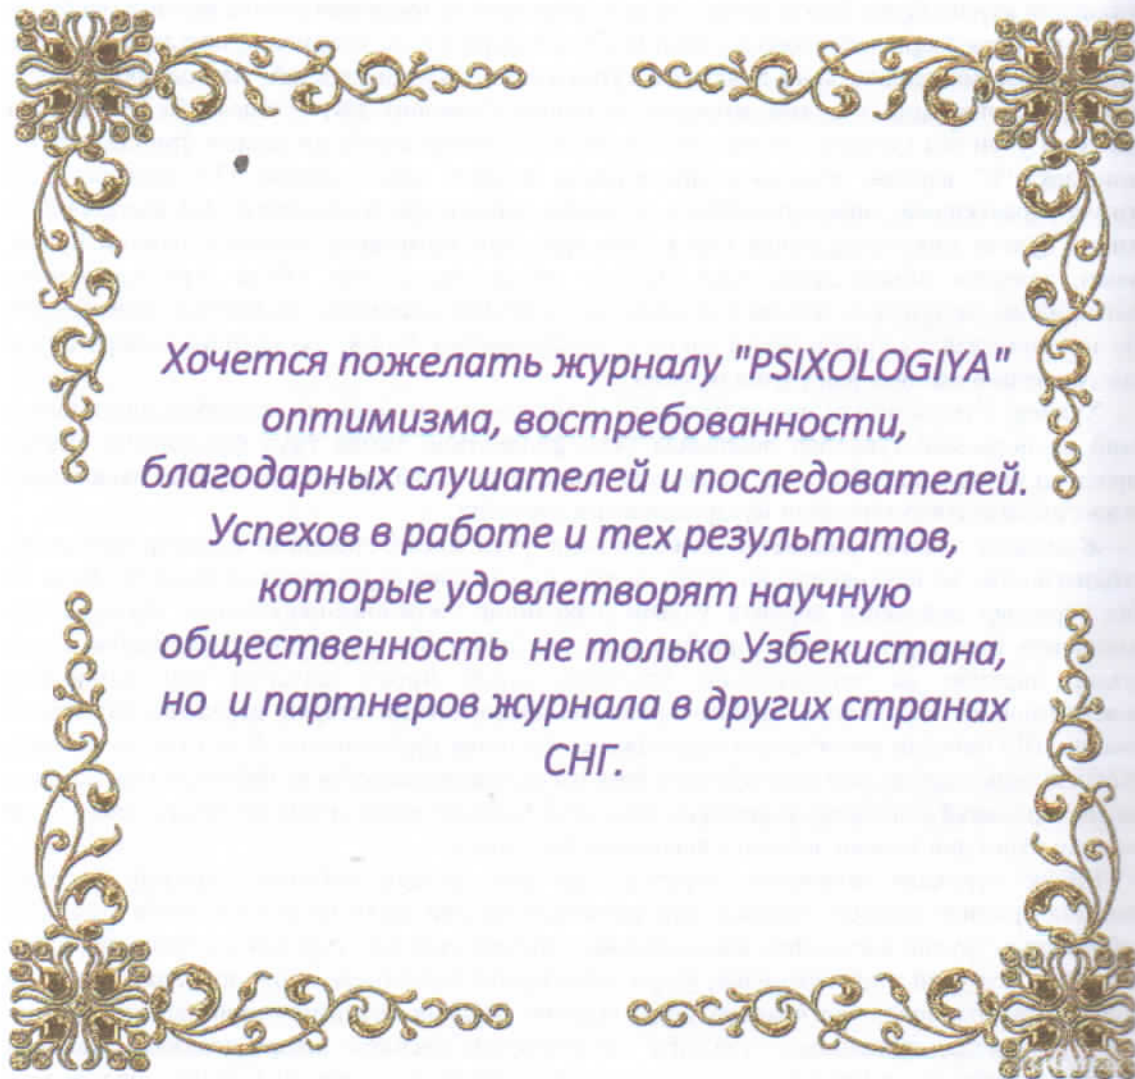 Хочется пожелать журналу "PSIXOLOGIYA"
оптимизма, востребованности,
благодарных слушателей и последователей.
Успехов в работе и тех результатов,
которые удовлетворят научную
общественность не только Узбекистана,
но и партнеров журнала в других странах
СНГ.